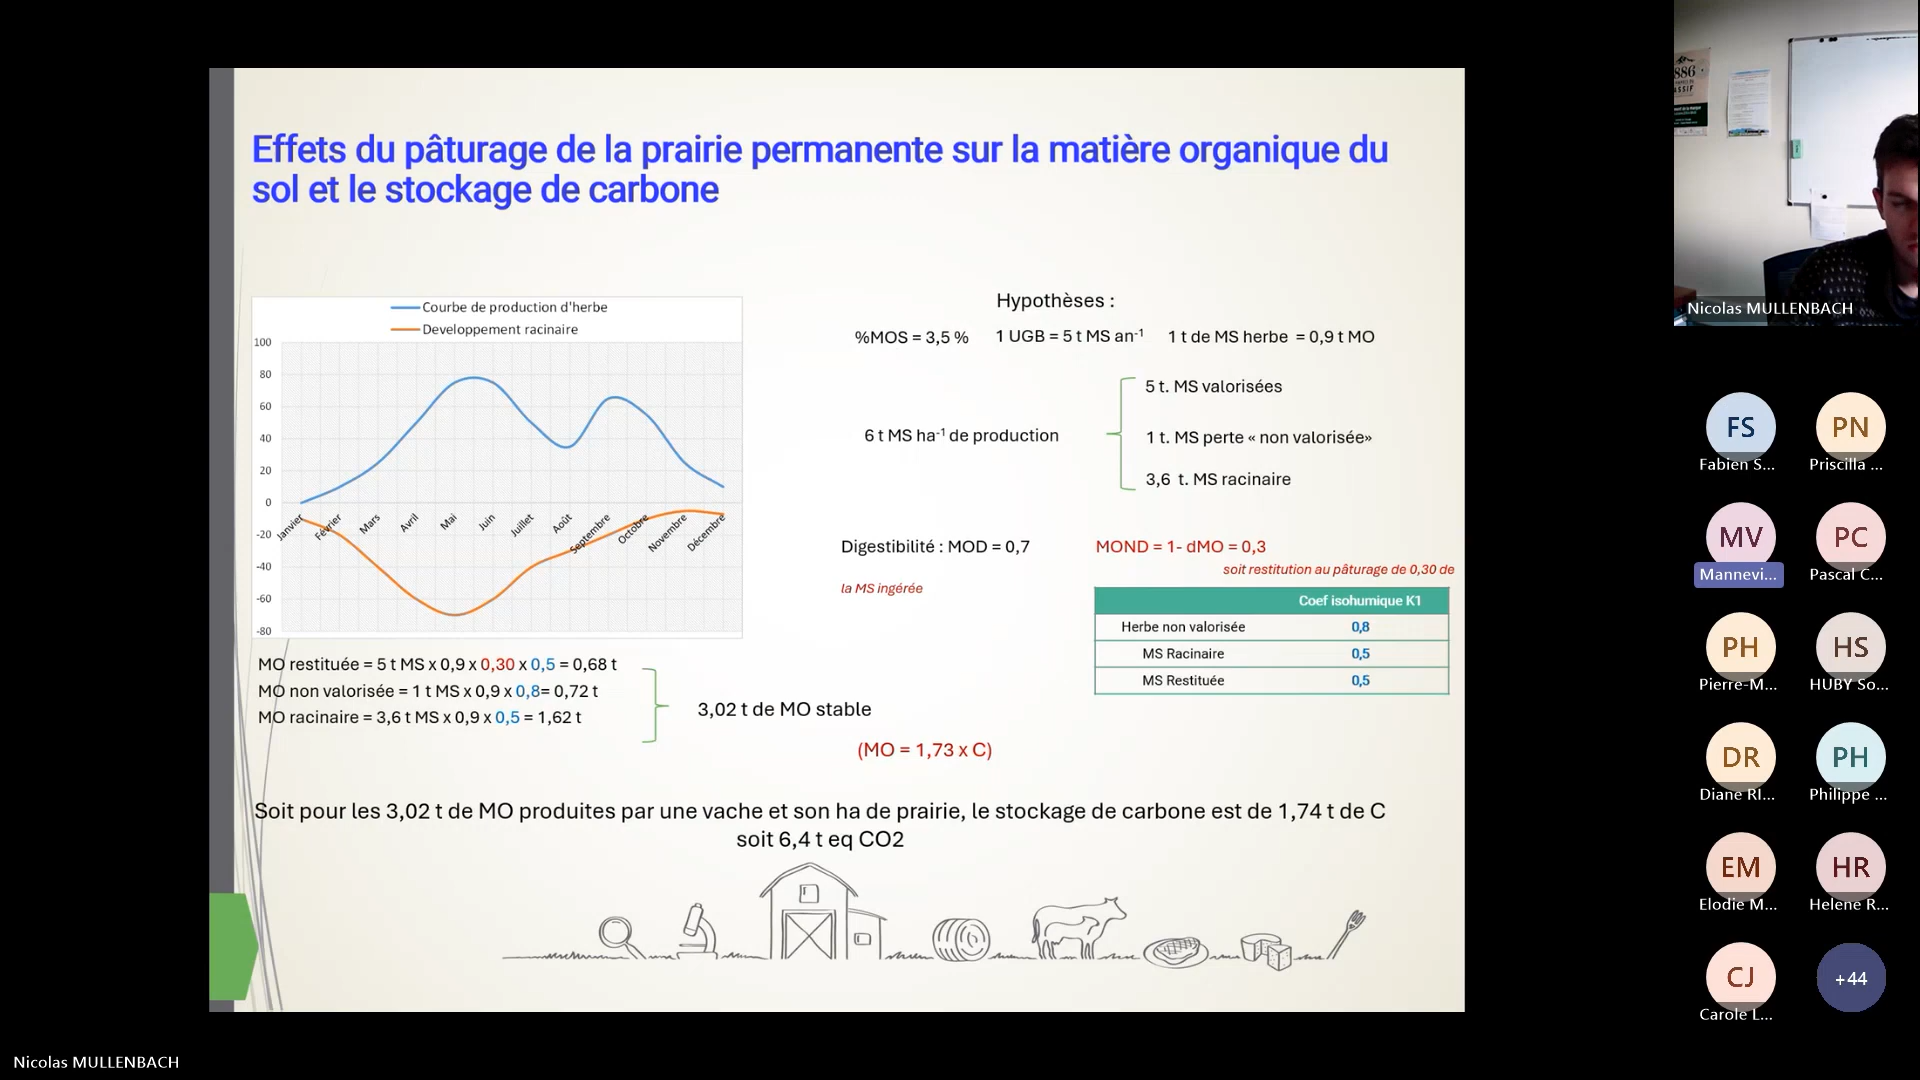 Effets du pâturage de la prairie permanente sur la matière organique du
sol et le stockage de carbone
Courbe de production d'herbe
Developpement racinaire
100
80
60
40
20
0
-20
-40
-60
-80
Janvier
Février
Mars
Avril
Mai
Juin
Juillet
Août
Septembre
Octobre
Novembre
Décembre
Hypothèses :
%MOS = 3,5 % 1 UGB = 5 t MS an⁻¹ 1 t de MS herbe = 0,9 t MO
5 t. MS valorisées
6 t MS ha⁻¹ de production
1 t. MS perte « non valorisée»
3,6 t. MS racinaire
Digestibilité : MOD = 0,7 MOND = 1- dMO = 0,3
soit restitution au pâturage de 0,30 de
la MS ingérée
Coef isohumique K1
Herbe non valorisée 0,8
MS Racinaire 0,5
MS Restituée 0,5
MO restituée = 5 t MS x 0,9 x 0,30 x 0,5 = 0,68 t
MO non valorisée = 1 t MS x 0,9 x 0,8= 0,72 t
MO racinaire = 3,6 t MS x 0,9 x 0,5 = 1,62 t
3,02 t de MO stable
(MO = 1,73 x C)
Soit pour les 3,02 t de MO produites par une vache et son ha de prairie, le stockage de carbone est de 1,74 t de C
soit 6,4 t eq CO2
Nicolas MULLENBACH
886
ASSIF
Nicolas MULLENBACH
FS PN
Fabien S... Priscilla ...
MV PC
Mannevi... Pascal C...
PH HS
Pierre-M... HUBY So...
DR PH
Diane RI... Philippe ...
EM HR
Elodie M... Helene R...
CJ +44
Carole L...